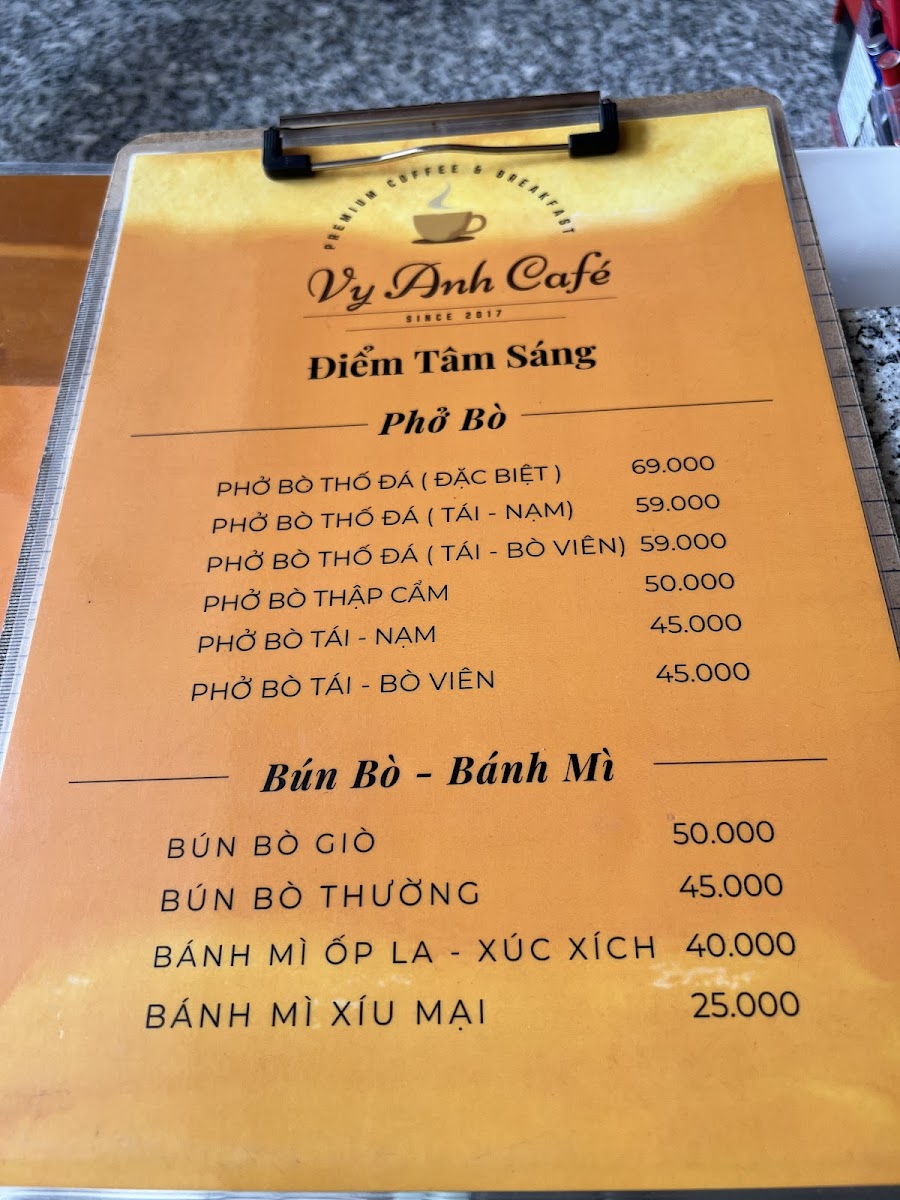 PREMIUM COFFEE & BREAKFAST
Vy Anh Café
SINCE 2017
Điểm Tâm Sáng
Phở Bò
PHỞ BÒ THỐ ĐÁ ( ĐẶC BIỆT ) 69.000
PHỞ BÒ THỐ ĐÁ ( TÁI - NẠM) 59.000
PHỞ BÒ THỐ ĐÁ ( TÁI - BÒ VIÊN) 59.000
PHỞ BÒ THẬP CẨM 50.000
PHỞ BÒ TÁI - NẠM 45.000
PHỞ BÒ TÁI - BÒ VIÊN 45.000
Bún Bò - Bánh Mì
BÚN BÒ GIÒ 50.000
BÚN BÒ THƯỜNG 45.000
BÁNH MÌ ỐP LA - XÚC XÍCH 40.000
BÁNH MÌ XÍU MẠI 25.000